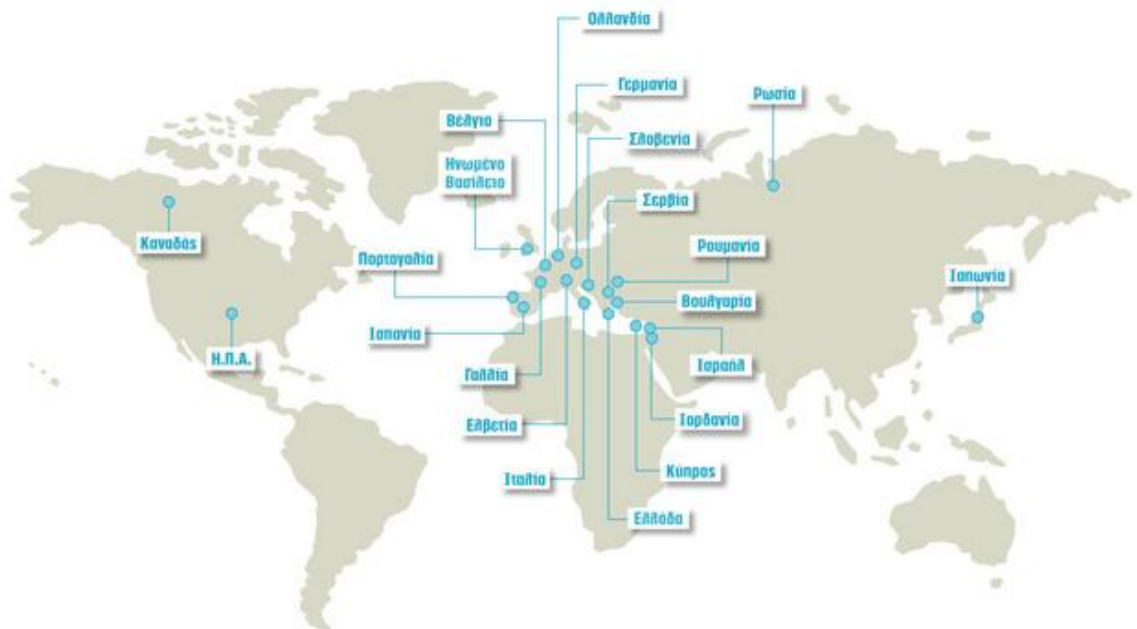 Ολλανδία
Γερμανία
Ρωσία
Βέλγιο
Σλοβενία
Ηνωμένο
Βασίλειο
Σερβία
Καναδάς
Ρουμανία
Πορτογαλία
Ιαπωνία
Βουλγαρία
Ισπανία
Η.Π.Α.
Ισραήλ
Γαλλία
Ιορδανία
Ελβετία
Κύπρος
Ιταλία
Ελλάδα